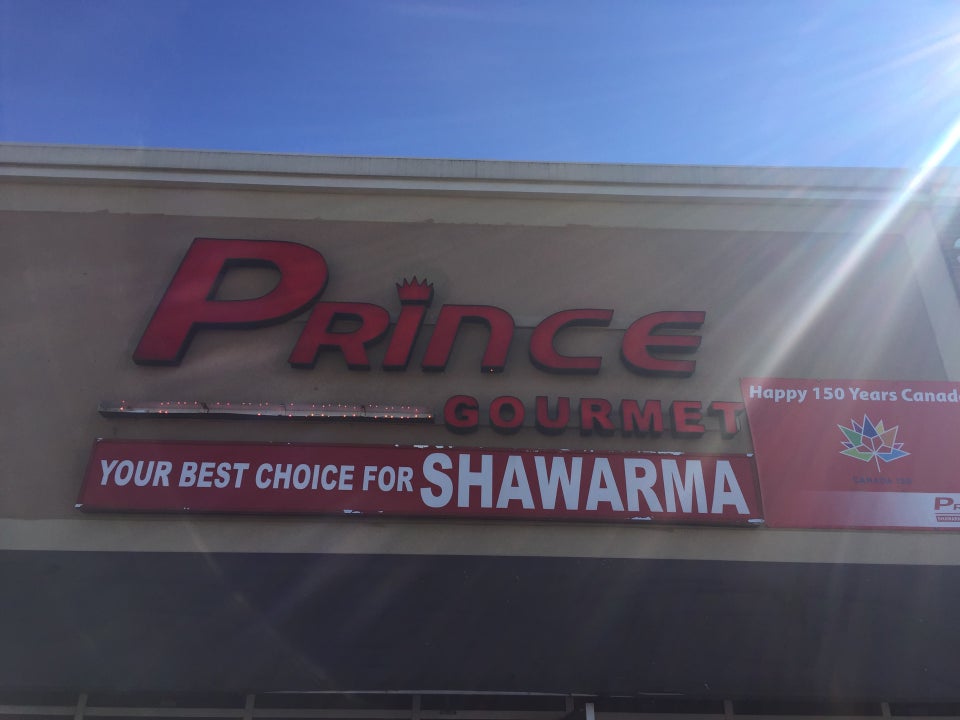 PRINCE
GOURMET
YOUR BEST CHOICE FOR SHAWARMA
Happy 150 Years
CANADA 150